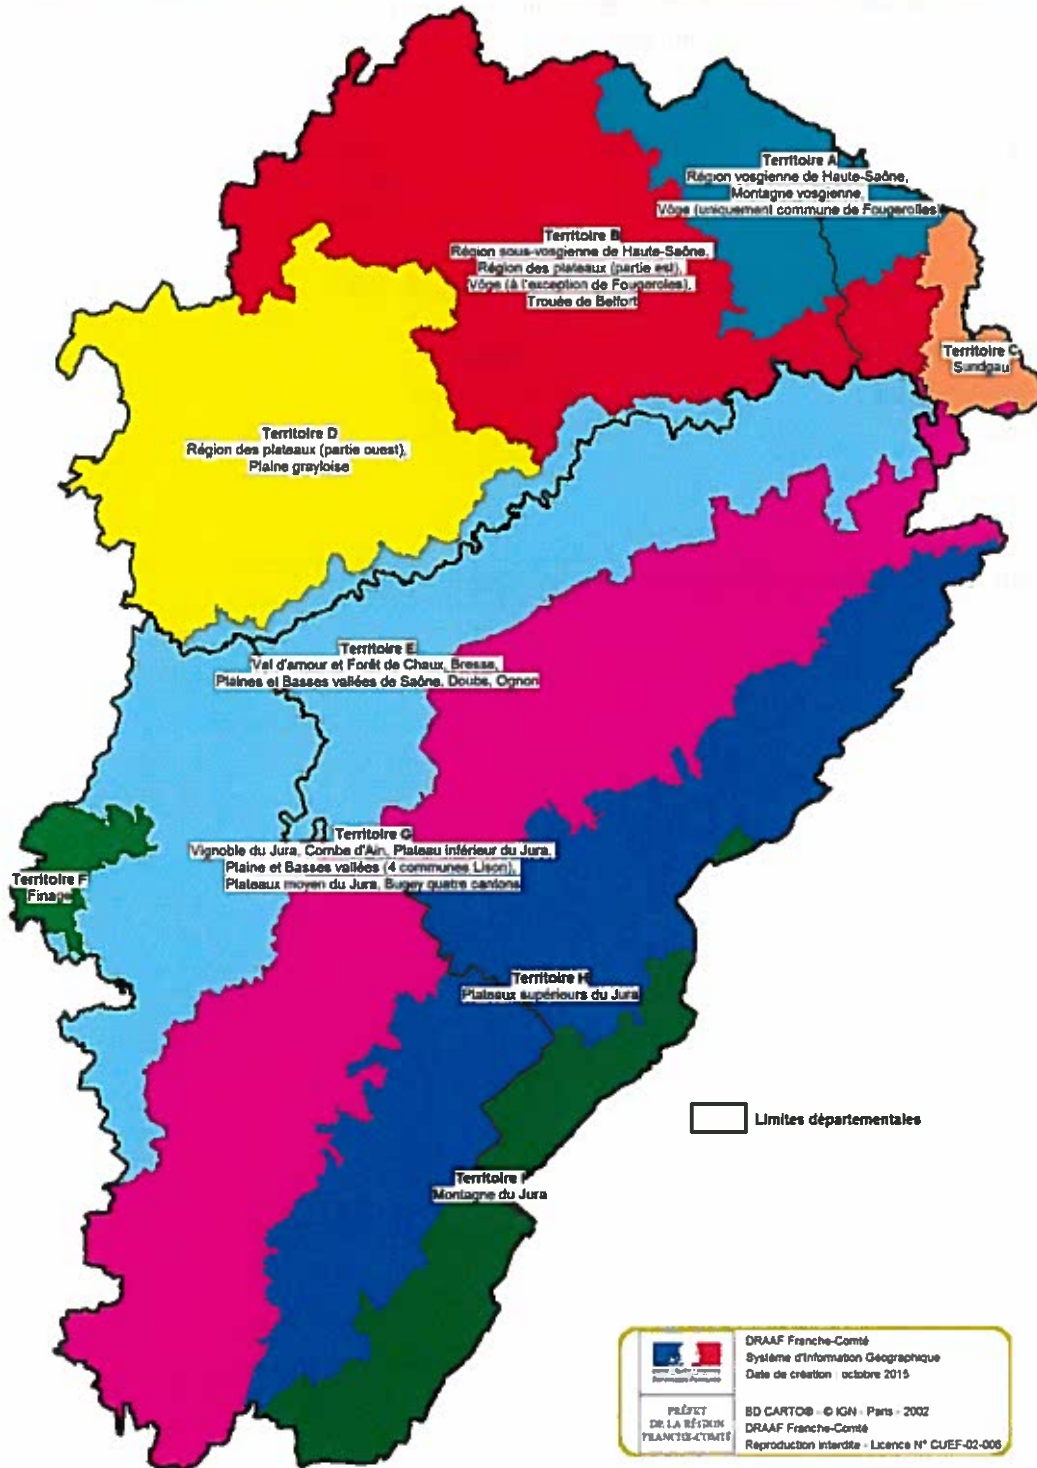 Territoire A
Région vosgienne de Haute-Saône,
Montagne vosgienne,
Vôge (uniquement commune de Fougerolles)
Territoire B
Région sous-vosgienne de Haute-Saône,
Région des plateaux (partie est),
Vôge (à l'exception de Fougeroles),
Trouée de Belfort
Territoire C
Sundgau
Territoire D
Région des plateaux (partie ouest),
Plaine grayloise
Territoire E
Val d'amour et Forêt de Chaux, Bresse,
Plaines et Basses vallées de Saône, Doubs, Ognon
Territoire G
Vignoble du Jura, Combe d'Ain, Plateau inférieur du Jura,
Plaine et Basses vallées (4 communes Lison),
Plateaux moyen du Jura, Bugey quatre cantons
Territoire F
Finage
Territoire H
Plateaux supérieurs du Jura
Limites départementales
Territoire I
Montagne du Jura
DRAAF Franche-Comté
Système d'Information Géographique
Date de création : octobre 2015
PRÉFET
DE LA RÉGION
FRANCHE-COMTÉ
BD CARTO® - © IGN - Paris - 2002
DRAAF Franche-Comté
Reproduction interdite - Licence N° CUEF-02-006